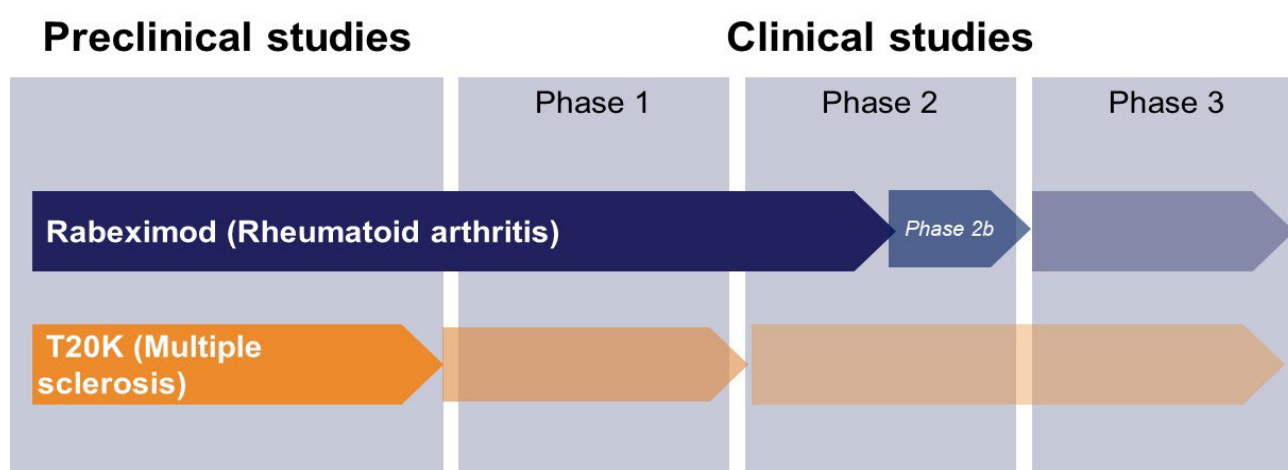 Preclinical studies
Clinical studies
Phase 1
Phase 2
Phase 3
Rabeximod (Rheumatoid arthritis)
Phase 2b
T20K (Multiple
sclerosis)